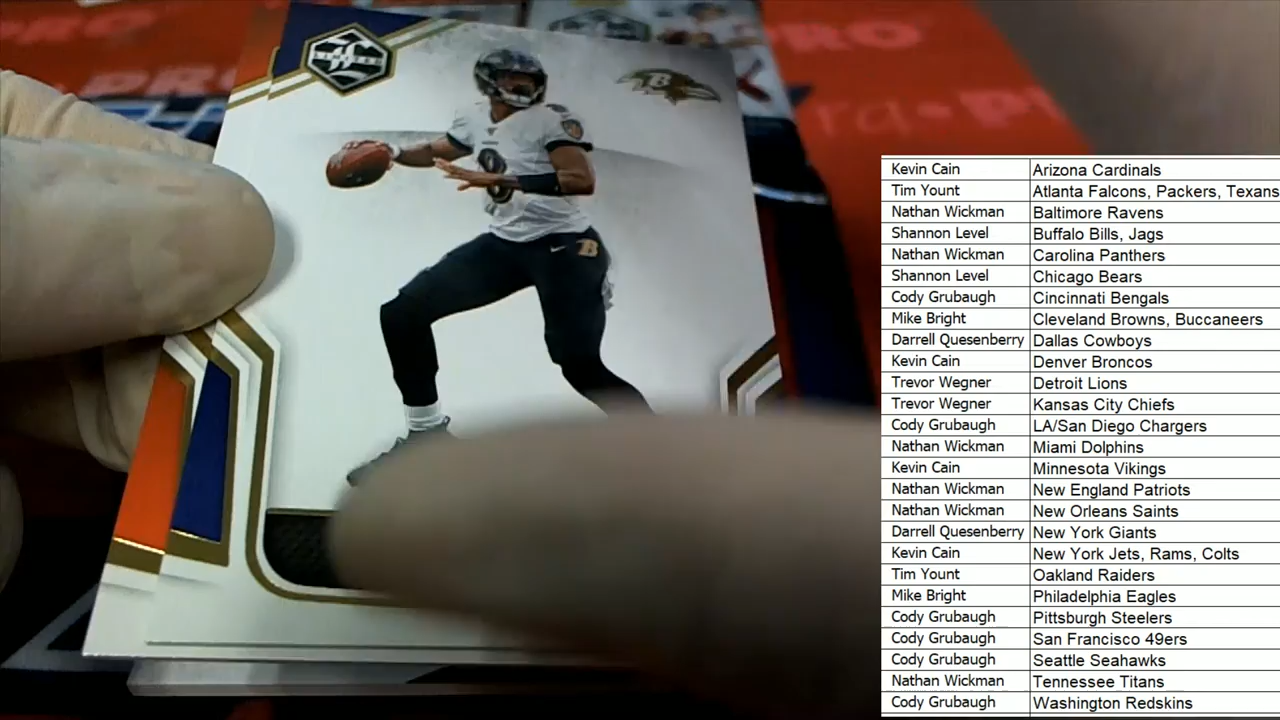 PRO
PRO
LIMITED
B
8
B
Kevin Cain Arizona Cardinals
Tim Yount Atlanta Falcons, Packers, Texans
Nathan Wickman Baltimore Ravens
Shannon Level Buffalo Bills, Jags
Nathan Wickman Carolina Panthers
Shannon Level Chicago Bears
Cody Grubaugh Cincinnati Bengals
Mike Bright Cleveland Browns, Buccaneers
Darrell Quesenberry Dallas Cowboys
Kevin Cain Denver Broncos
Trevor Wegner Detroit Lions
Trevor Wegner Kansas City Chiefs
Cody Grubaugh LA/San Diego Chargers
Nathan Wickman Miami Dolphins
Kevin Cain Minnesota Vikings
Nathan Wickman New England Patriots
Nathan Wickman New Orleans Saints
Darrell Quesenberry New York Giants
Kevin Cain New York Jets, Rams, Colts
Tim Yount Oakland Raiders
Mike Bright Philadelphia Eagles
Cody Grubaugh Pittsburgh Steelers
Cody Grubaugh San Francisco 49ers
Cody Grubaugh Seattle Seahawks
Nathan Wickman Tennessee Titans
Cody Grubaugh Washington Redskins